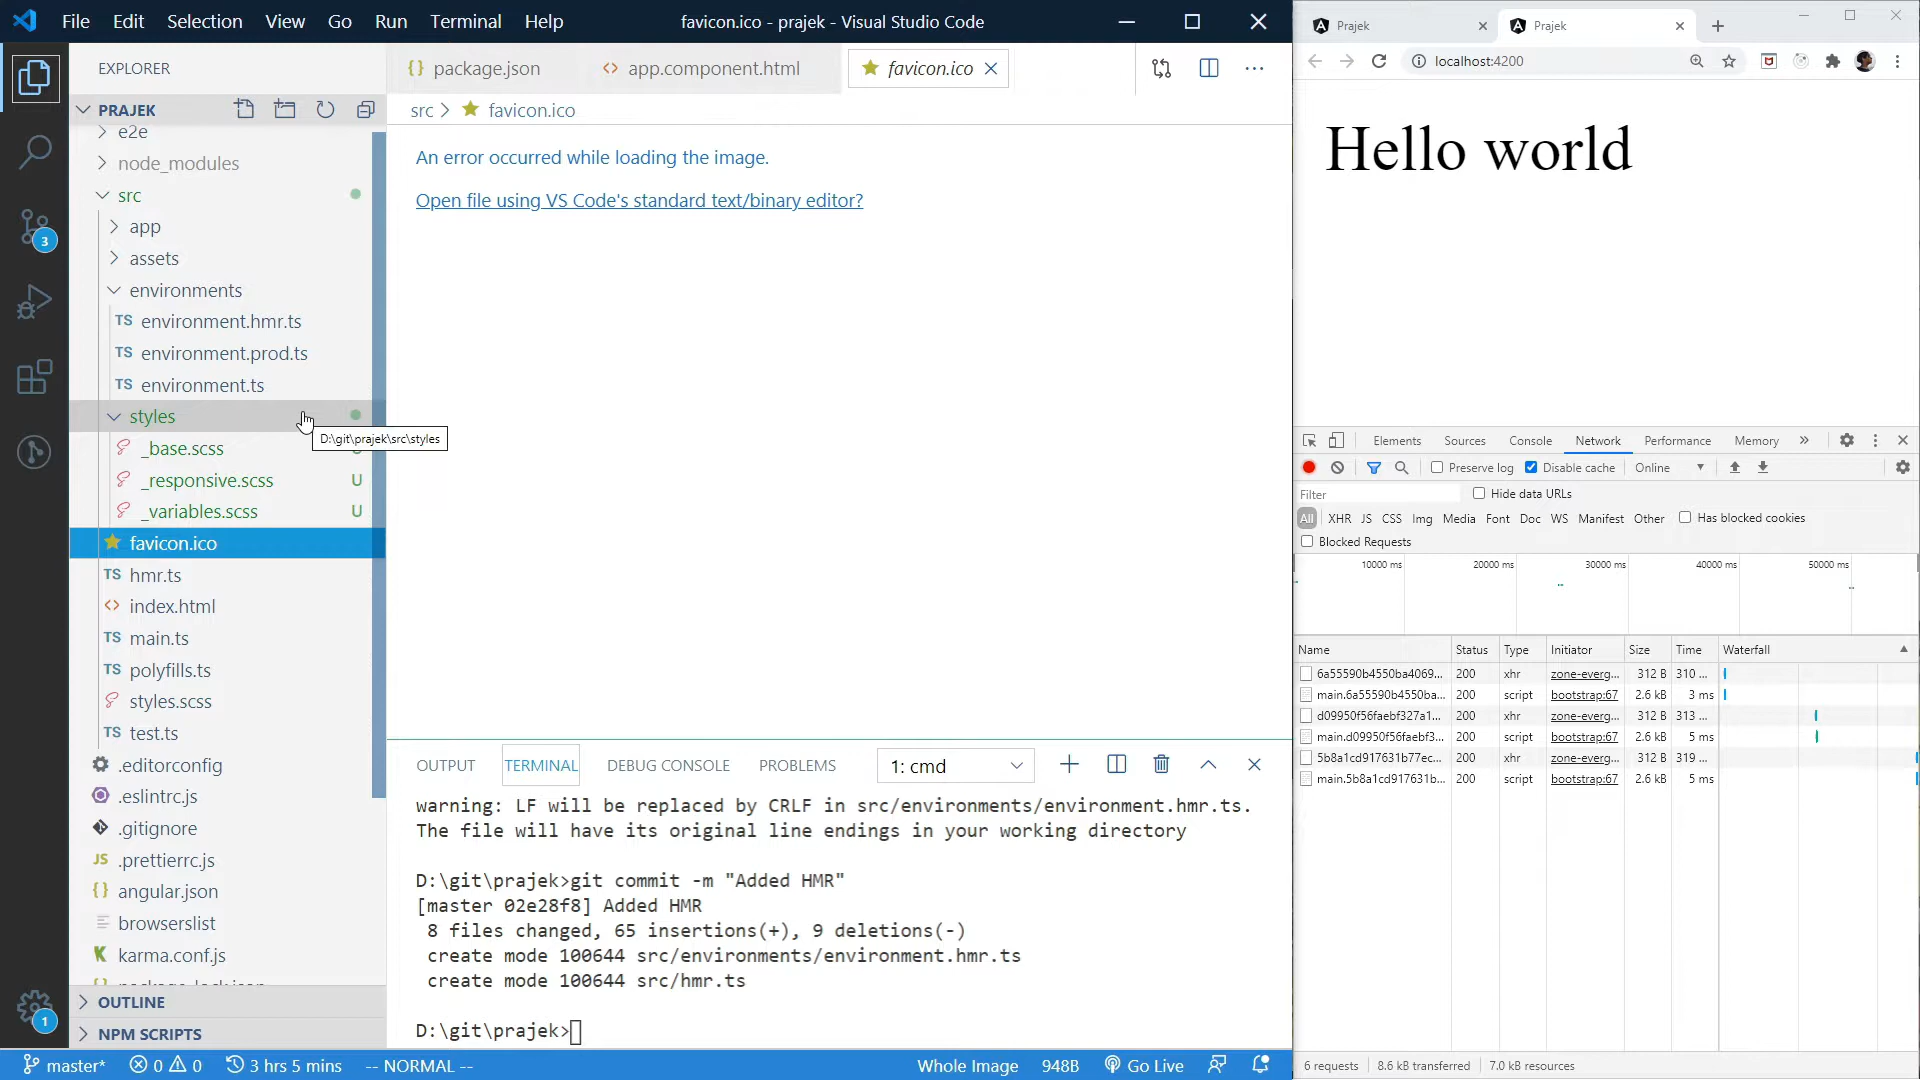 File Edit Selection View Go Run Terminal Help
favicon.ico - prajek - Visual Studio Code
EXPLORER
PRAJEK
e2e
node_modules
src
app
assets
environments
TS environment.hmr.ts
TS environment.prod.ts
TS environment.ts
styles
D:\git\prajek\src\styles
_base.scss
_responsive.scss U
_variables.scss U
favicon.ico
TS hmr.ts
index.html
TS main.ts
TS polyfills.ts
styles.scss
TS test.ts
.editorconfig
.eslintrc.js
.gitignore
JS .prettierrc.js
{} angular.json
browserslist
K karma.conf.js
OUTLINE
NPM SCRIPTS
3
1
{} package.json
<> app.component.html
favicon.ico
src > favicon.ico
An error occurred while loading the image.
Open file using VS Code's standard text/binary editor?
OUTPUT TERMINAL DEBUG CONSOLE PROBLEMS 1: cmd
warning: LF will be replaced by CRLF in src/environments/environment.hmr.ts.
The file will have its original line endings in your working directory
D:\git\prajek>git commit -m "Added HMR"
[master 02e28f8] Added HMR
8 files changed, 65 insertions(+), 9 deletions(-)
create mode 100644 src/environments/environment.hmr.ts
create mode 100644 src/hmr.ts
D:\git\prajek>
master* 0 0 3 hrs 5 mins -- NORMAL -- Whole Image 948B Go Live
Prajek
Prajek
localhost:4200
Hello world
Elements Sources Console Network Performance Memory
Preserve log Disable cache Online
Filter Hide data URLs
All XHR JS CSS Img Media Font Doc WS Manifest Other Has blocked cookies
Blocked Requests
10000 ms 20000 ms 30000 ms 40000 ms 50000 ms
Name Status Type Initiator Size Time Waterfall
6a55590b4550ba4069... 200 xhr zone-everg... 312 B 310 ...
main.6a55590b4550ba... 200 script bootstrap:67 2.6 kB 3 ms
d09950f56faebf327a1... 200 xhr zone-everg... 312 B 313 ...
main.d09950f56faebf3... 200 script bootstrap:67 2.6 kB 5 ms
5b8a1cd917631b77ec... 200 xhr zone-everg... 312 B 319 ...
main.5b8a1cd917631b... 200 script bootstrap:67 2.6 kB 5 ms
6 requests 8.6 kB transferred 7.0 kB resources